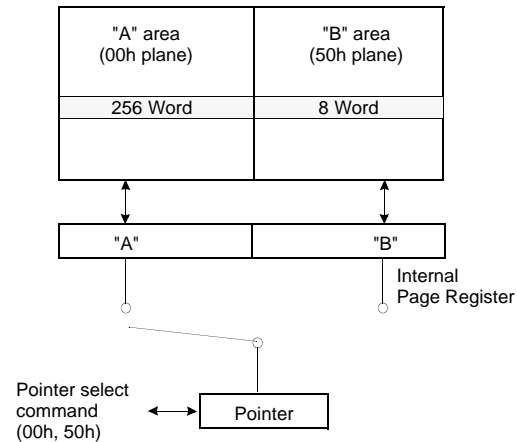 "A" area
(00h plane)
"B" area
(50h plane)
256 Word
8 Word
"A"
"B"
Internal
Page Register
Pointer select
command
(00h, 50h)
Pointer